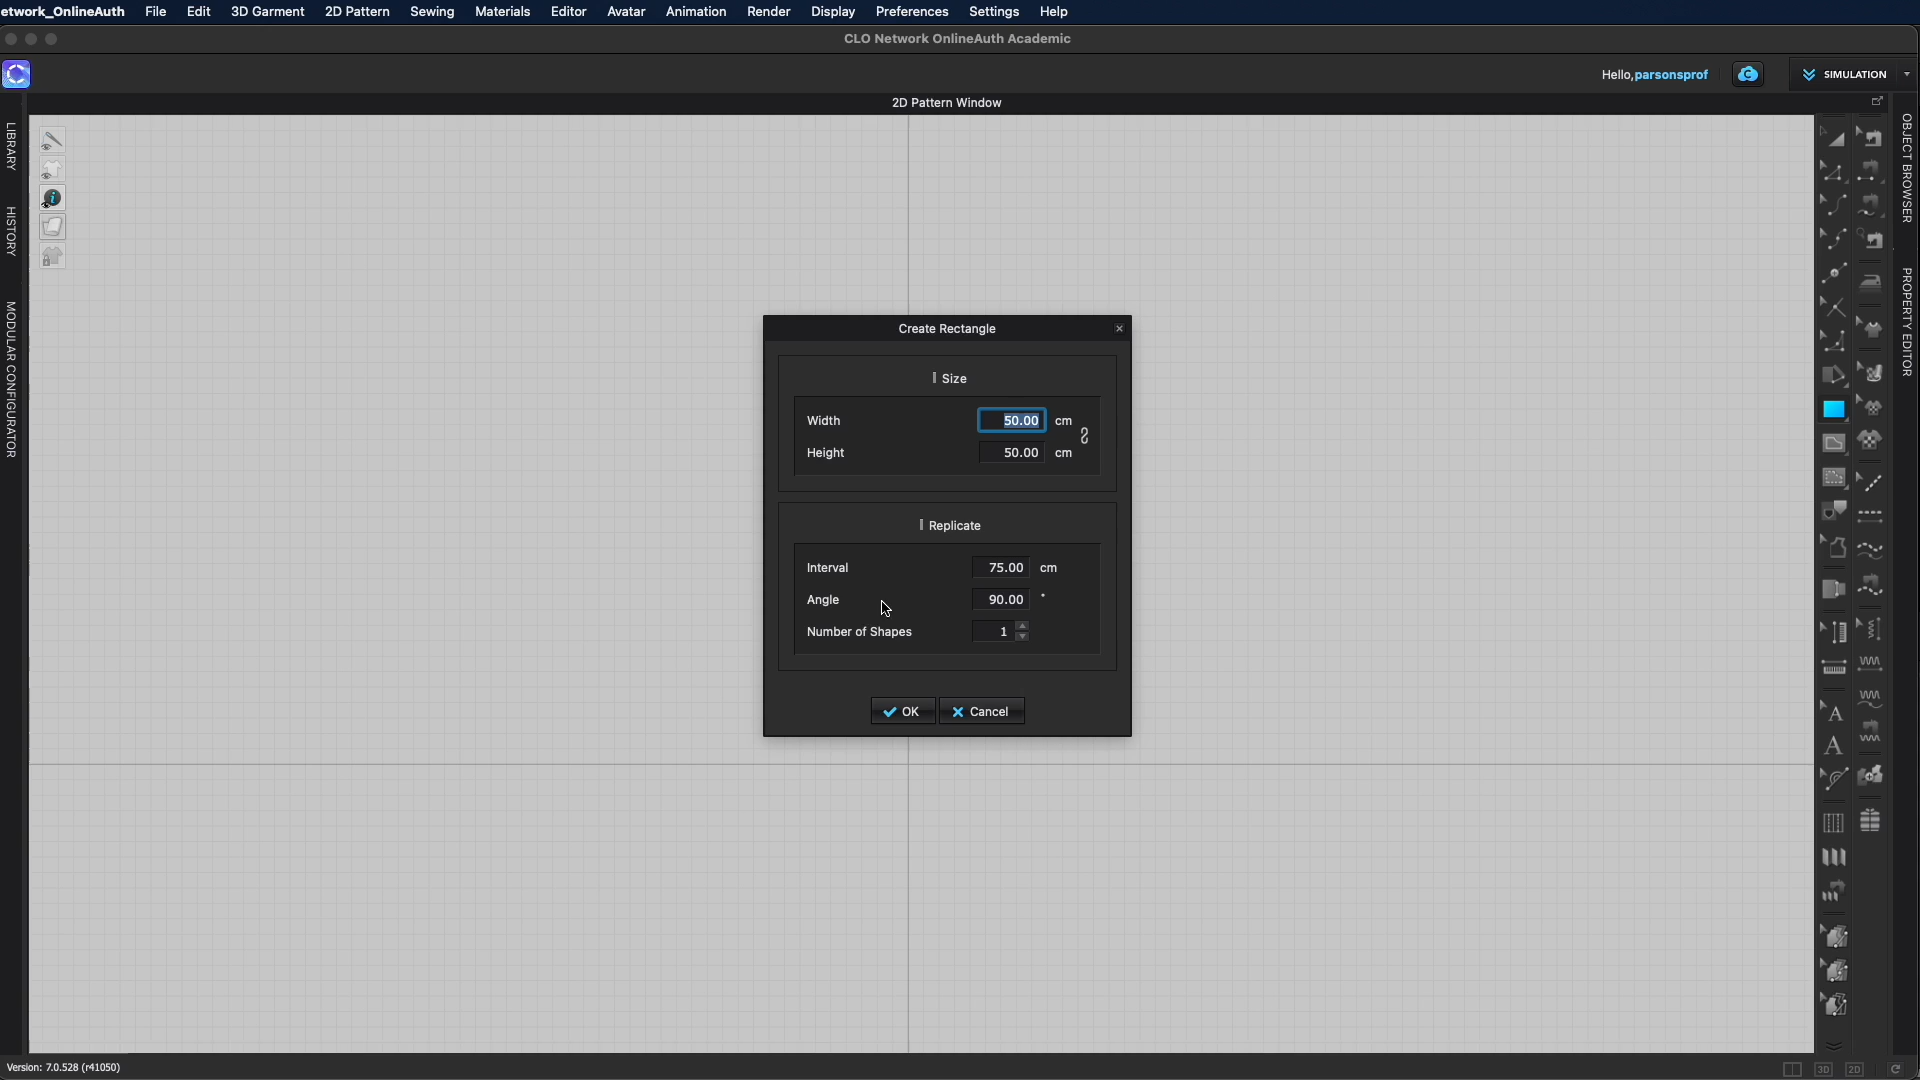 etwork_OnlineAuth File Edit 3D Garment 2D Pattern Sewing Materials Editor Avatar Animation Render Display Preferences Settings Help
CLO Network OnlineAuth Academic
Hello, parsonsprof
SIMULATION
2D Pattern Window
LIBRARY
HISTORY
MODULAR CONFIGURATOR
OBJECT BROWSER
PROPERTY EDITOR
Create Rectangle
Size
Width 50.00 cm
Height 50.00 cm
Replicate
Interval 75.00 cm
Angle 90.00 °
Number of Shapes 1
OK Cancel
A
A
Version: 7.0.528 (r41050)
3D 2D